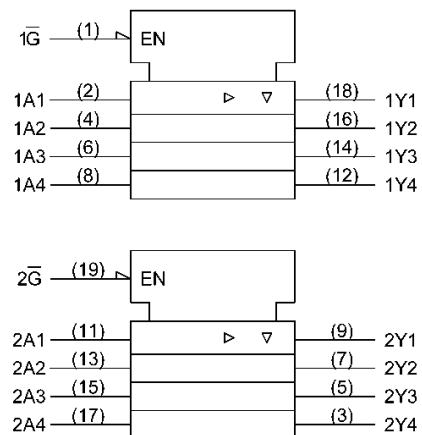 1G̅ (1) EN
1A1 (2) (18) 1Y1
1A2 (4) (16) 1Y2
1A3 (6) (14) 1Y3
1A4 (8) (12) 1Y4
2G̅ (19) EN
2A1 (11) (9) 2Y1
2A2 (13) (7) 2Y2
2A3 (15) (5) 2Y3
2A4 (17) (3) 2Y4